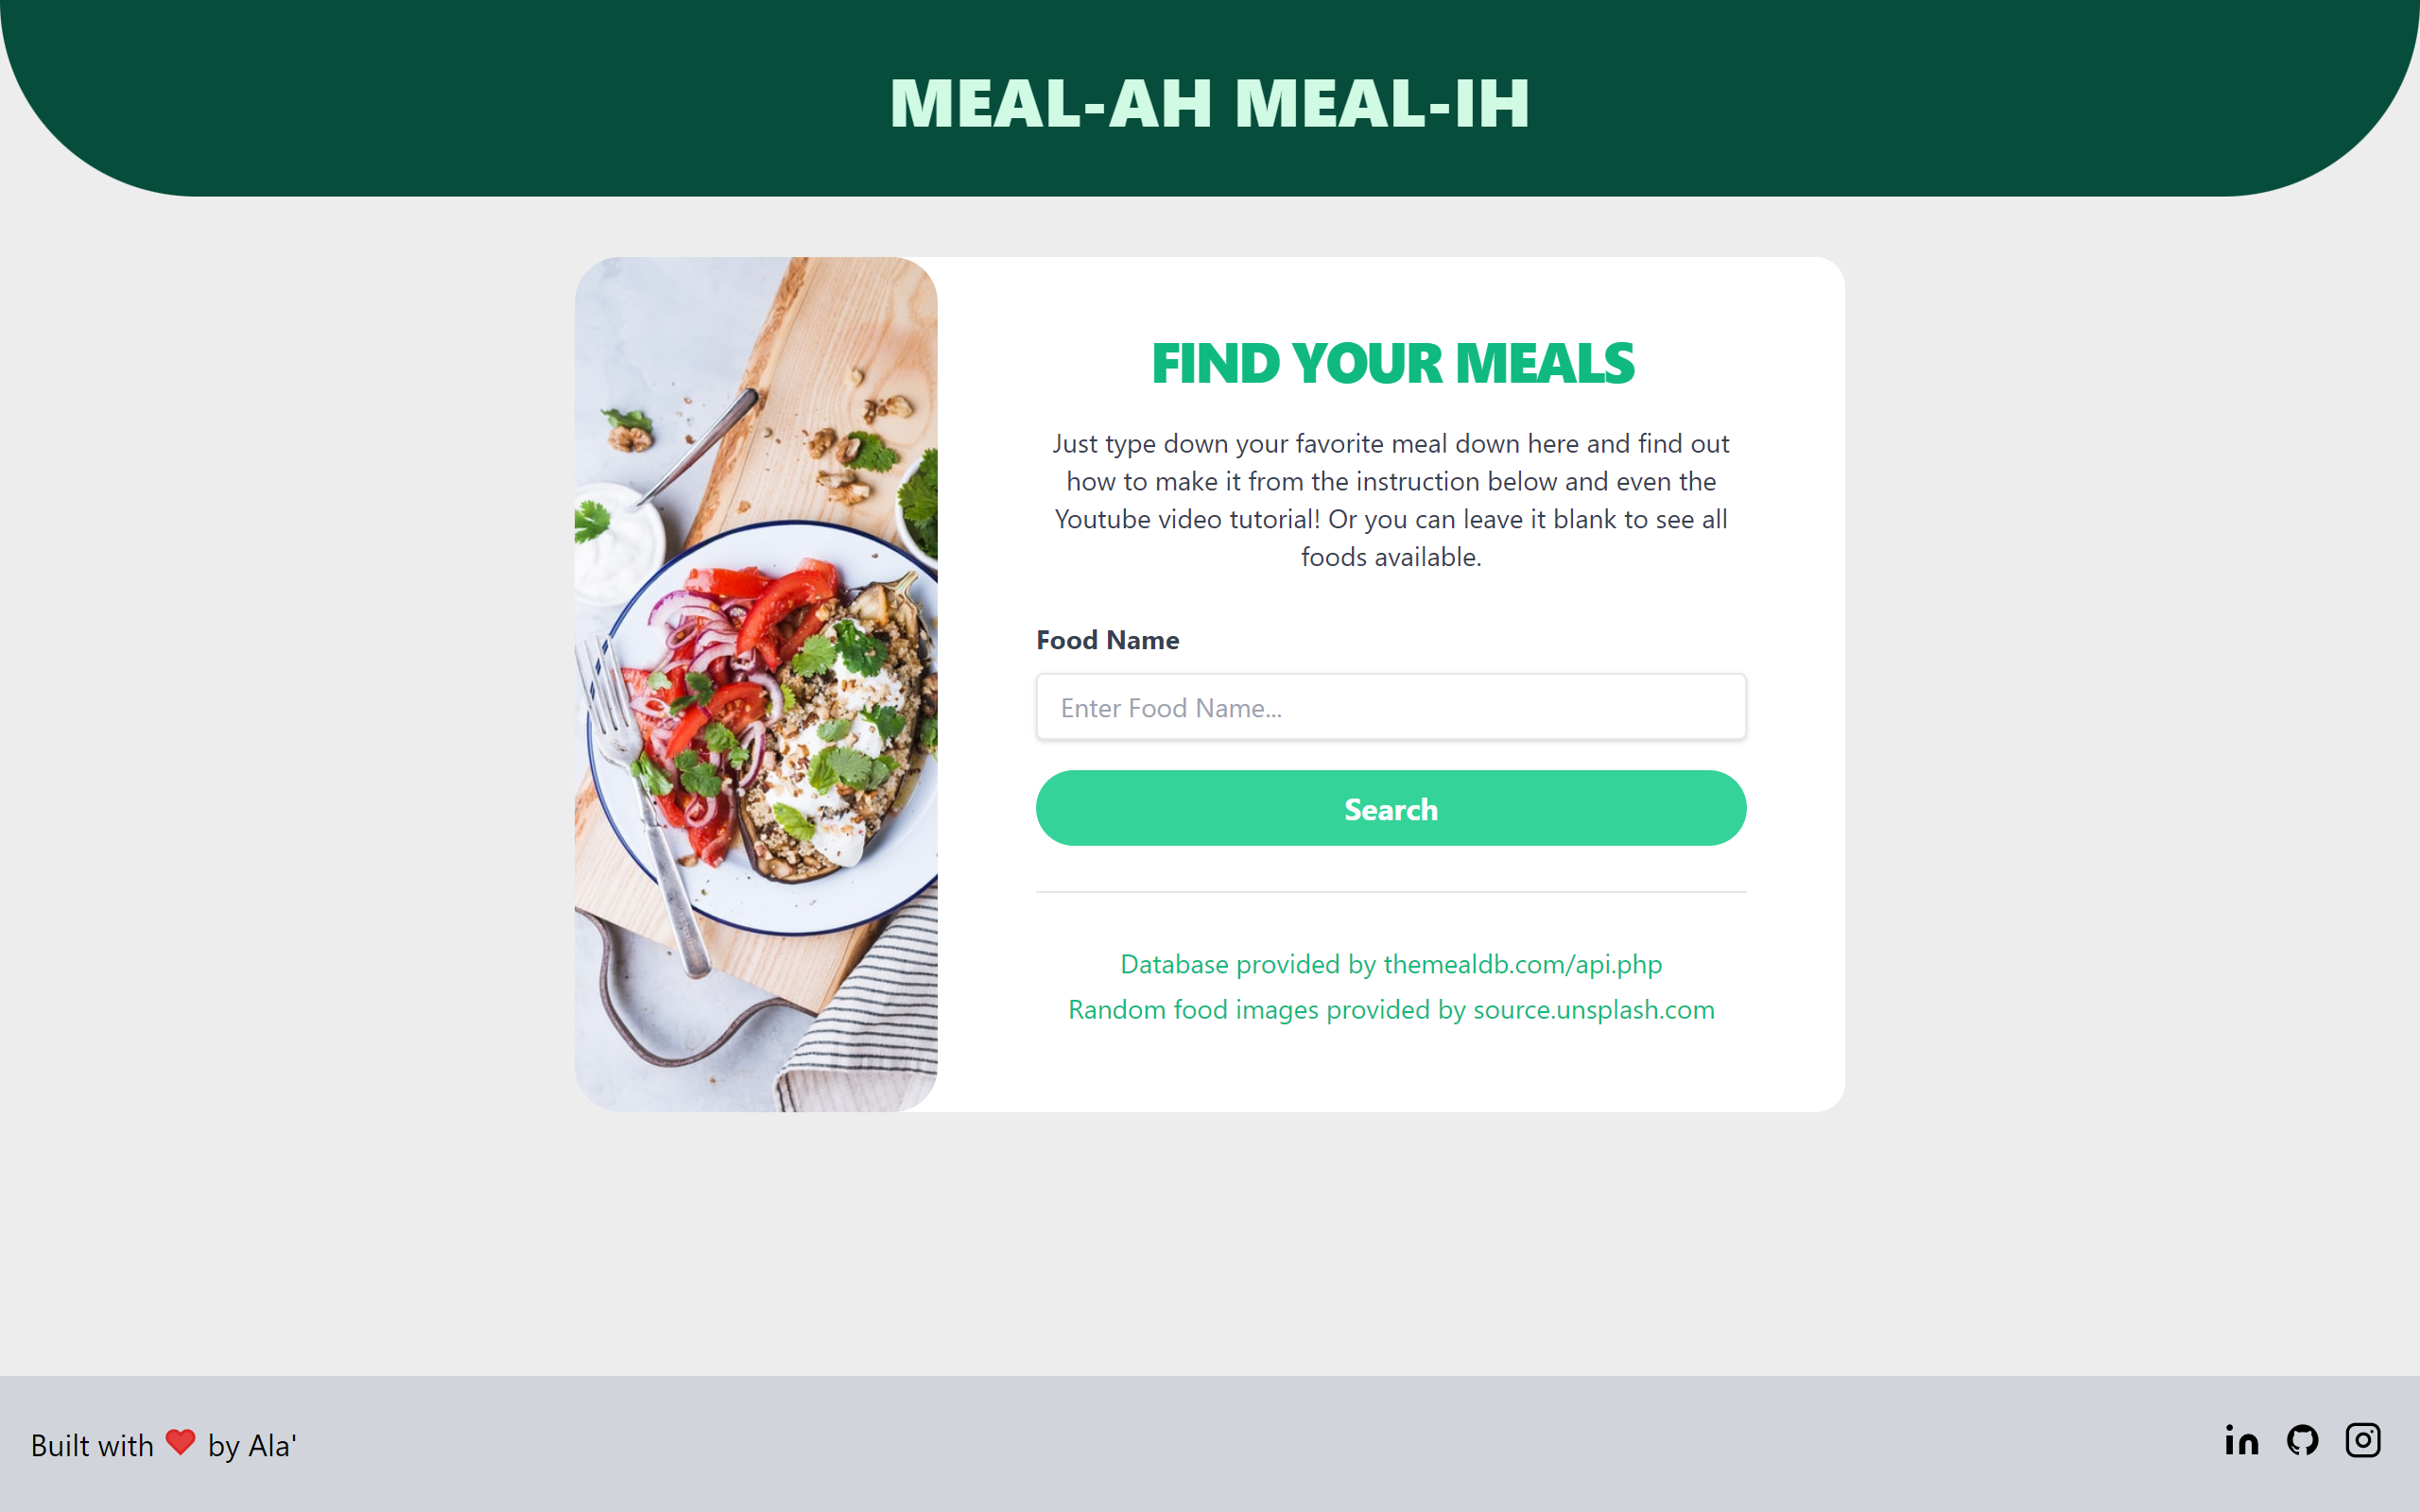 MEAL-AH MEAL-IH
FIND YOUR MEALS
Just type down your favorite meal down here and find out
how to make it from the instruction below and even the
Youtube video tutorial! Or you can leave it blank to see all
foods available.
Food Name
Enter Food Name...
Search
Database provided by themealdb.com/api.php
Random food images provided by source.unsplash.com
Built with ❤ by Ala'